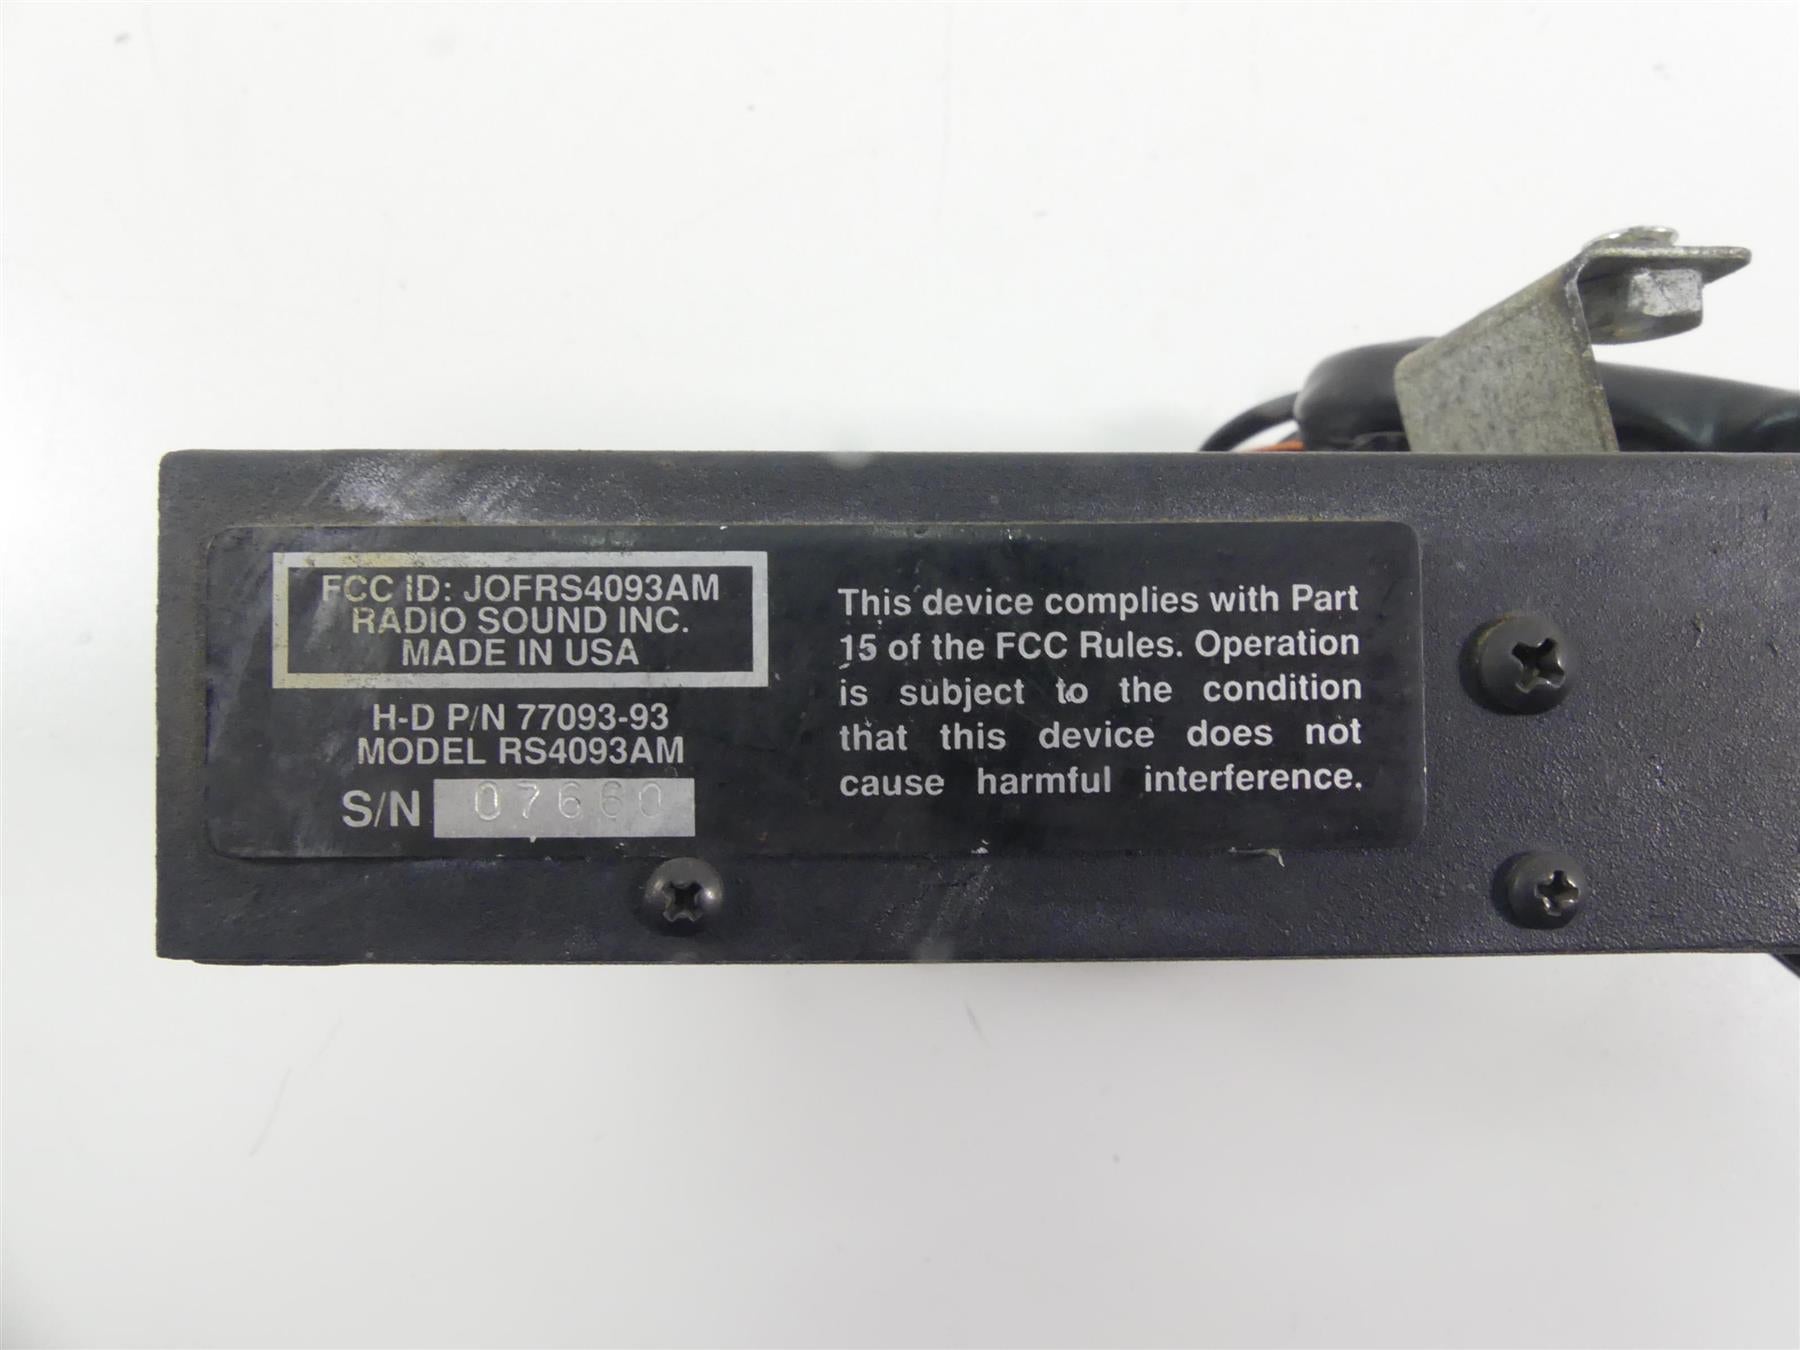 FCC ID: JOFRS4093AM
RADIO SOUND INC.
MADE IN USA
H-D P/N 77093-93
MODEL RS4093AM
S/N 07660
This device complies with Part
15 of the FCC Rules. Operation
is subject to the condition
that this device does not
cause harmful interference.